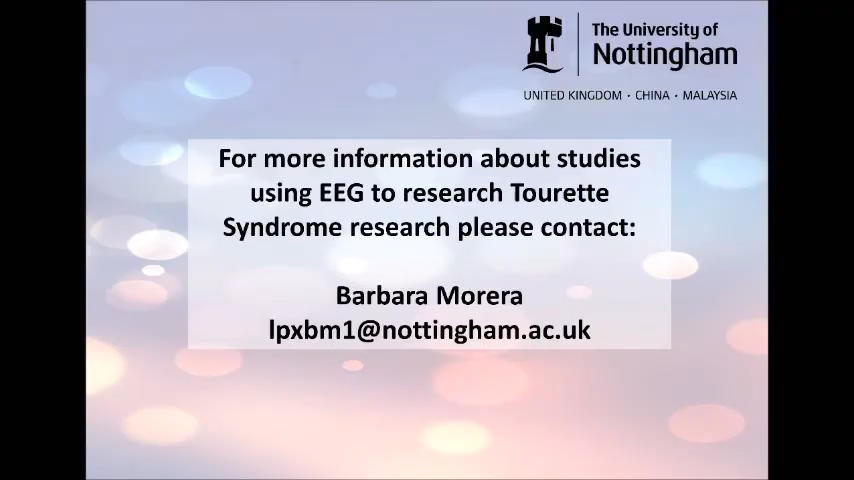 The University of
Nottingham
UNITED KINGDOM · CHINA · MALAYSIA
For more information about studies
using EEG to research Tourette
Syndrome research please contact:
Barbara Morera
lpxbm1@nottingham.ac.uk